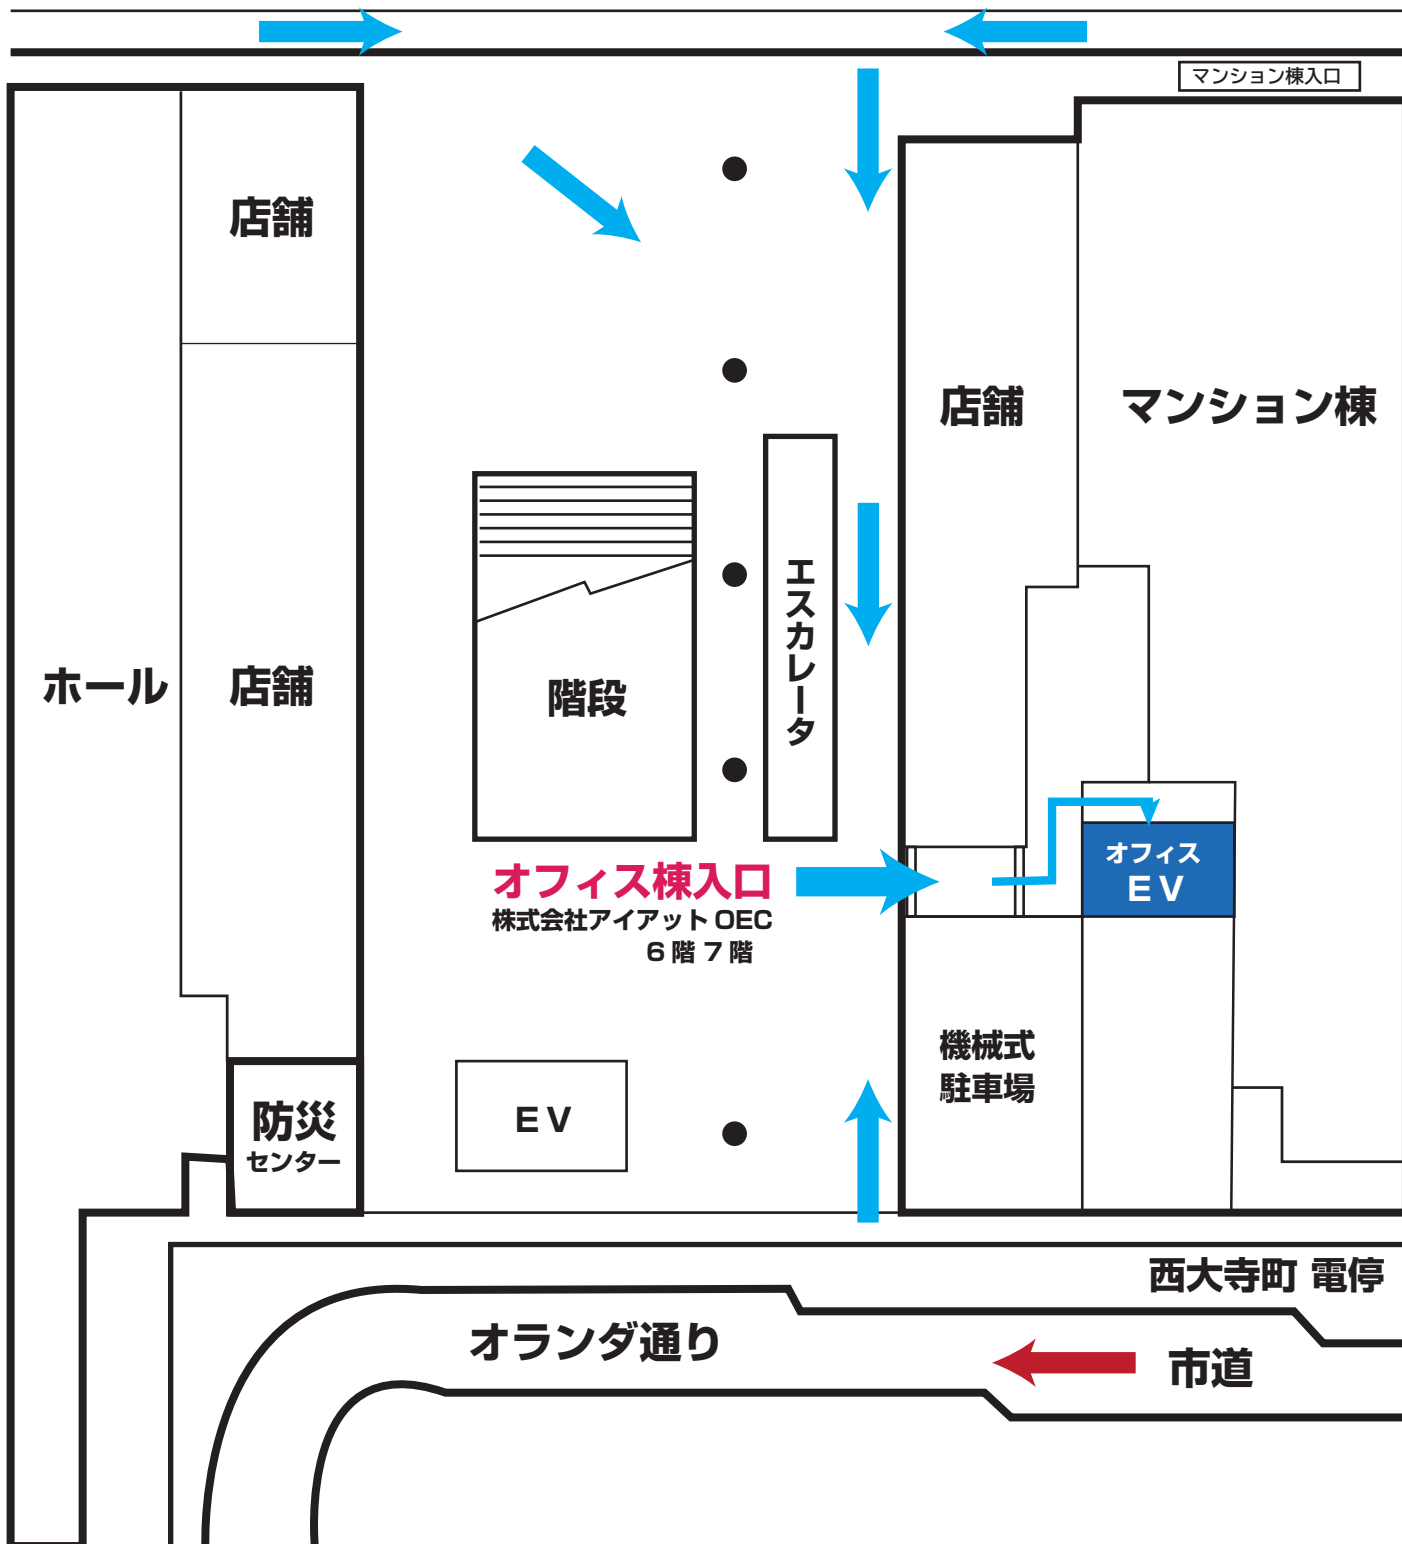 マンション棟入口
店舗
店舗
マンション棟
エスカレータ
ホール
店舗
階段
オフィス
EV
オフィス棟入口
株式会社アイアット OEC
6階7階
機械式
駐車場
防災
センター
EV
西大寺町 電停
オランダ通り
市道